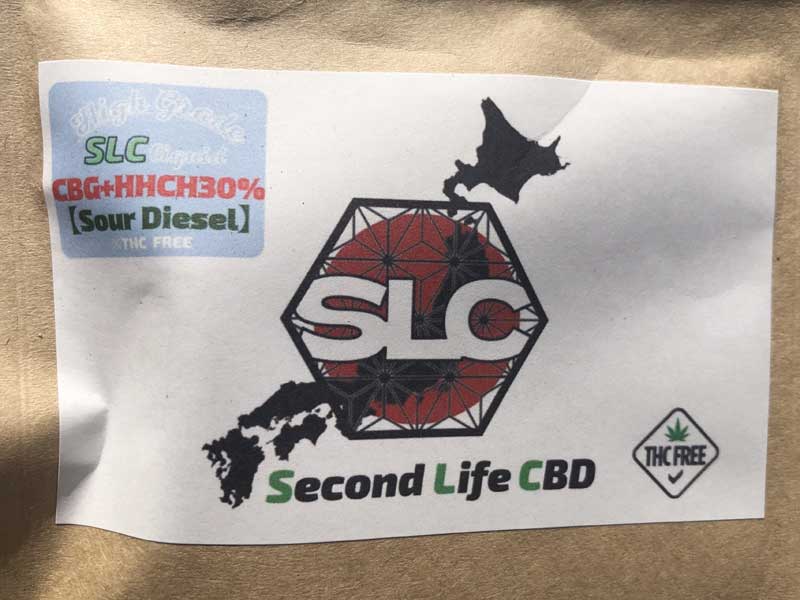 High Grade
SLC Liquid
CBG+HHCH30%
【Sour Diesel】
THC FREE
SLC
Second Life CBD
THC FREE